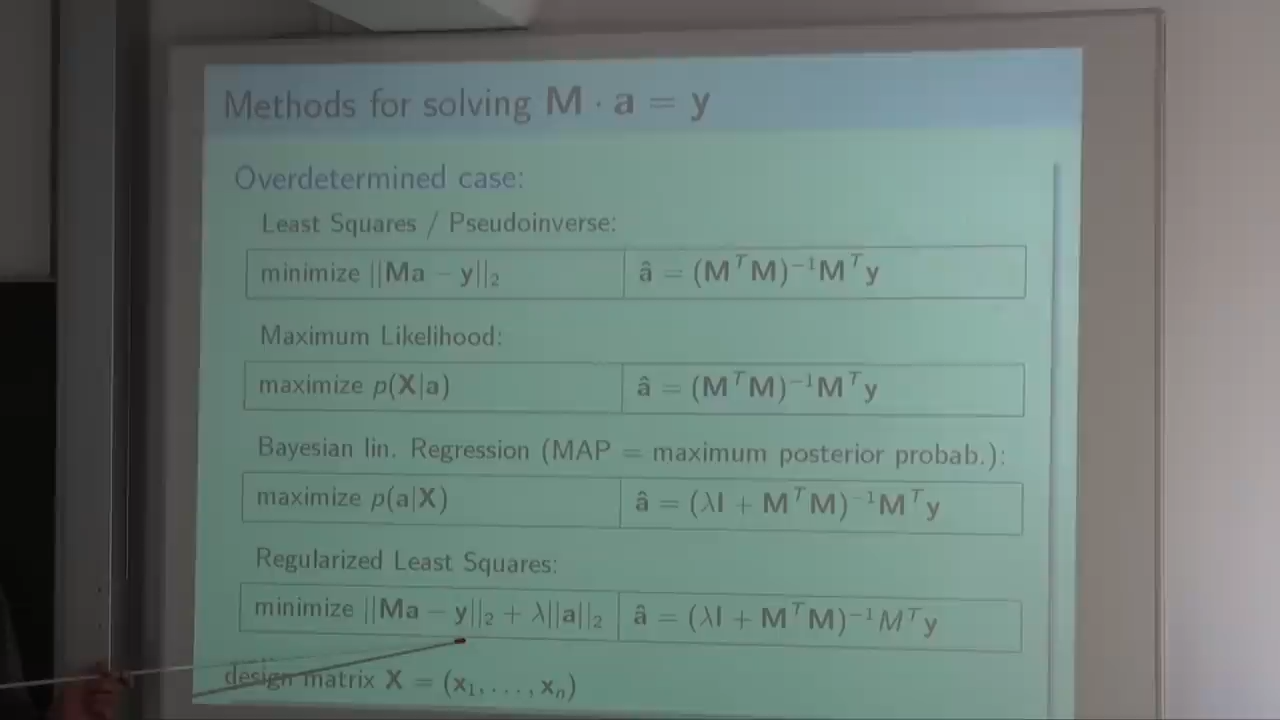 Methods for solving M · a = y
Overdetermined case:
Least Squares / Pseudoinverse:
minimize ||Ma − y||₂ â = (MᵀM)⁻¹Mᵀy
Maximum Likelihood:
maximize p(X|a) â = (MᵀM)⁻¹Mᵀy
Bayesian lin. Regression (MAP = maximum posterior probab.):
maximize p(a|X) â = (λI + MᵀM)⁻¹Mᵀy
Regularized Least Squares:
minimize ||Ma − y||₂ + λ||a||₂ â = (λI + MᵀM)⁻¹Mᵀy
design matrix X = (x₁, . . . , xₙ)